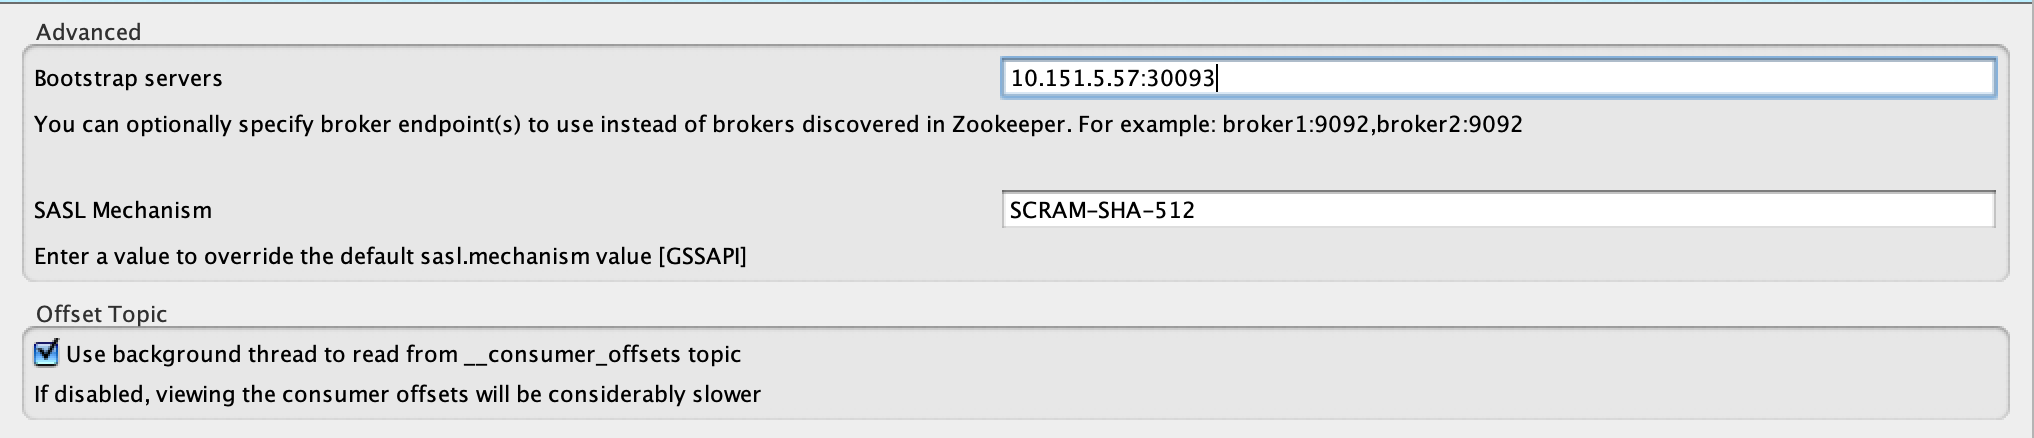 Advanced
Bootstrap servers 10.151.5.57:30093
You can optionally specify broker endpoint(s) to use instead of brokers discovered in Zookeeper. For example: broker1:9092,broker2:9092
SASL Mechanism SCRAM-SHA-512
Enter a value to override the default sasl.mechanism value [GSSAPI]
Offset Topic
Use background thread to read from __consumer_offsets topic
If disabled, viewing the consumer offsets will be considerably slower